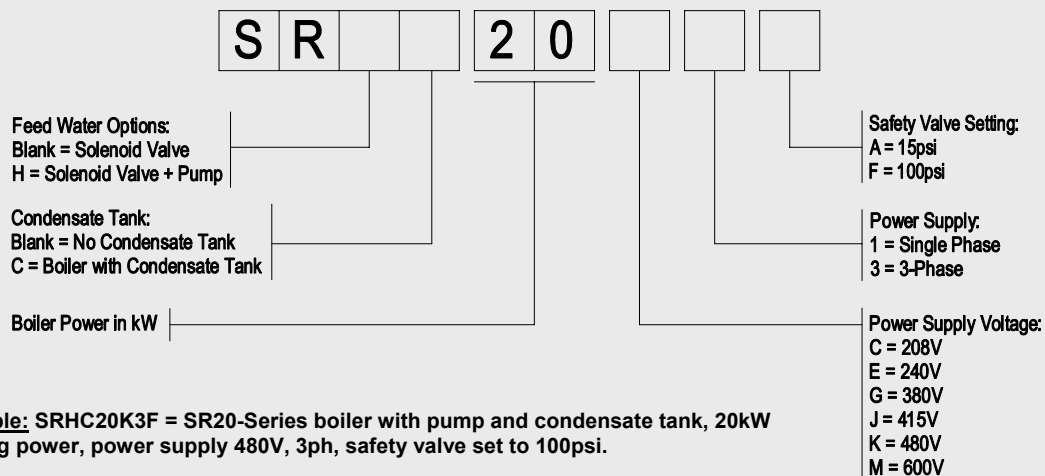 S R 2 0
Feed Water Options:
Blank = Solenoid Valve
H = Solenoid Valve + Pump
Condensate Tank:
Blank = No Condensate Tank
C = Boiler with Condensate Tank
Boiler Power in kW
Safety Valve Setting:
A = 15psi
F = 100psi
Power Supply:
1 = Single Phase
3 = 3-Phase
Power Supply Voltage:
C = 208V
E = 240V
G = 380V
J = 415V
K = 480V
M = 600V
ple: SRHC20K3F = SR20-Series boiler with pump and condensate tank, 20kW
g power, power supply 480V, 3ph, safety valve set to 100psi.